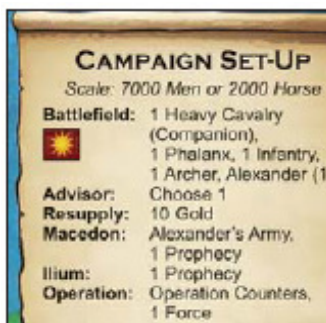 CAMPAIGN SET-UP
Scale: 7000 Men or 2000 Horse
Battlefield: 1 Heavy Cavalry
(Companion),
1 Phalanx, 1 Infantry,
1 Archer, Alexander (1
Advisor: Choose 1
Resupply: 10 Gold
Macedon: Alexander's Army,
1 Prophecy
Ilium: 1 Prophecy
Operation: Operation Counters,
1 Force